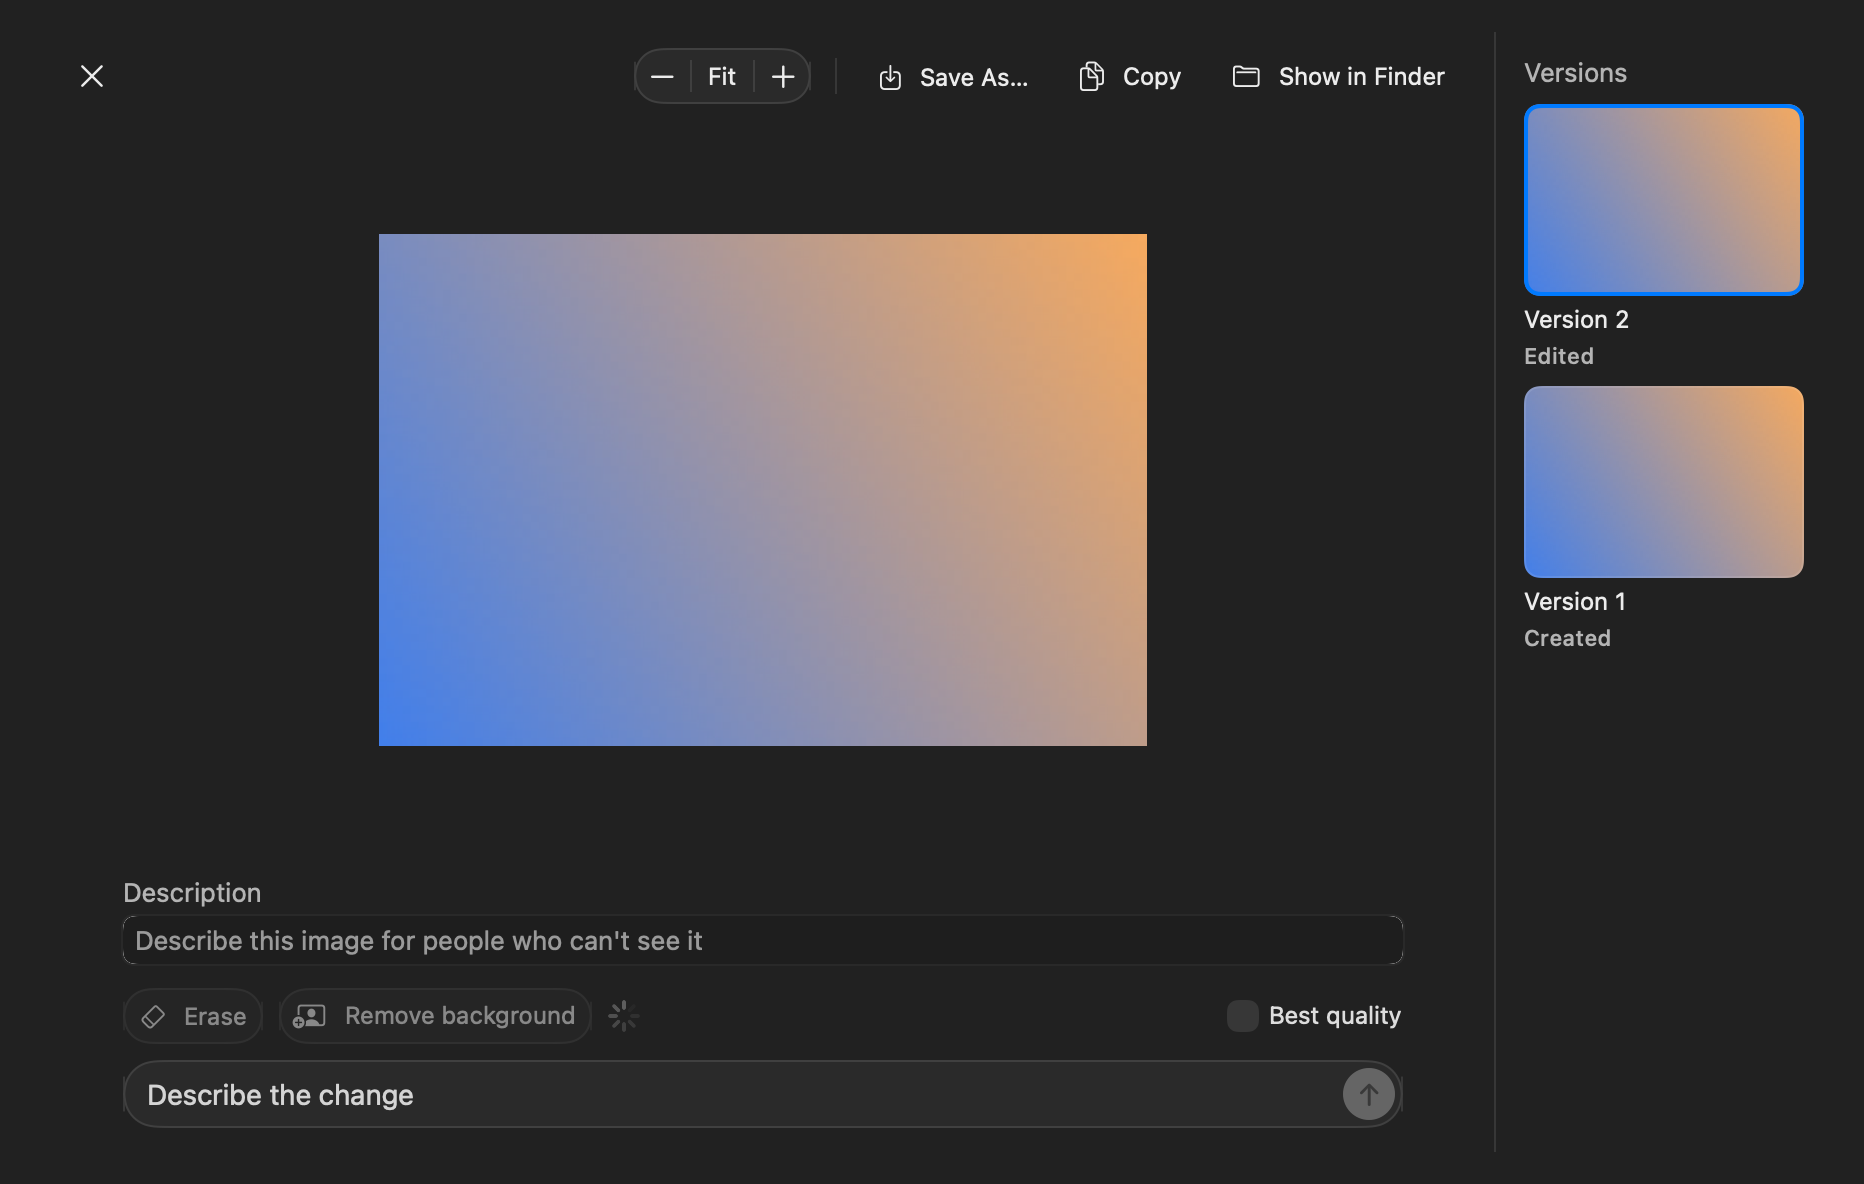 Fit
Save As...
Copy
Show in Finder
Versions
Version 2
Edited
Version 1
Created
Description
Describe this image for people who can't see it
Erase
Remove background
Best quality
Describe the change